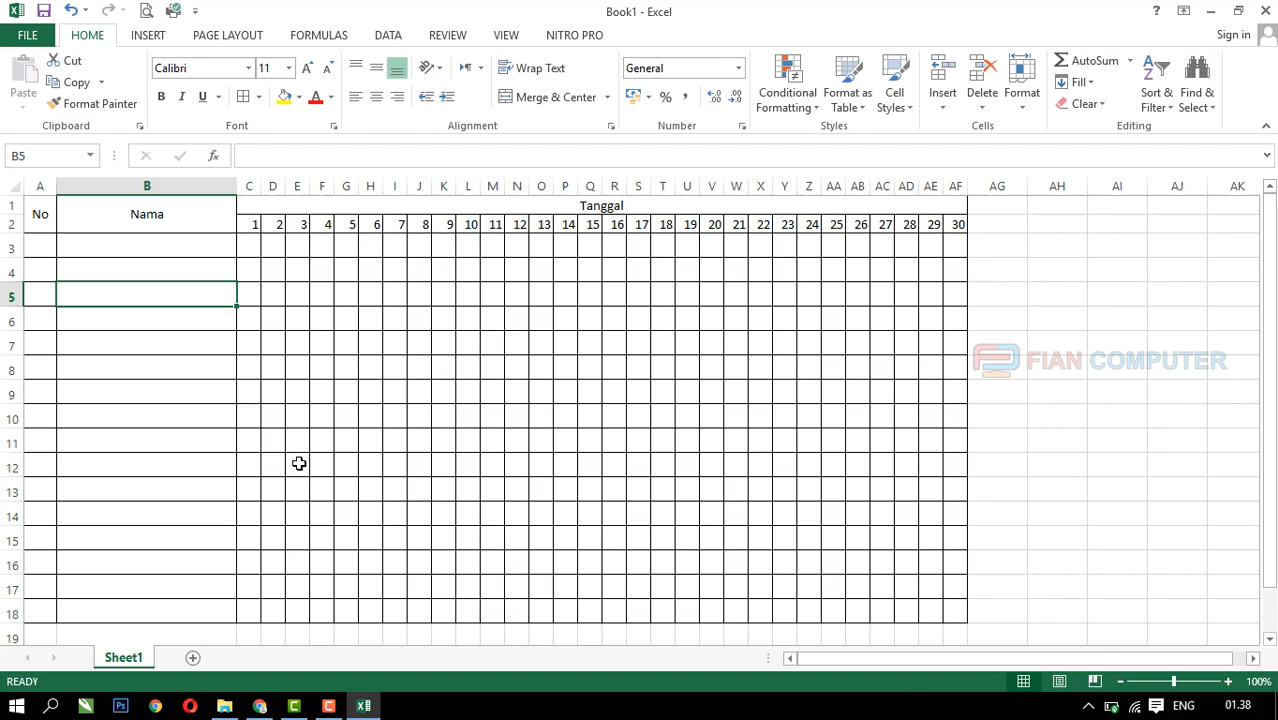 Book1 - Excel
?
FILE HOME INSERT PAGE LAYOUT FORMULAS DATA REVIEW VIEW NITRO PRO Sign in
Paste
Cut
Copy
Format Painter
Clipboard
Calibri 11
B I U
Font
Wrap Text
Merge & Center
Alignment
General
% ,
Number
Conditional Formatting
Format as Table
Cell Styles
Styles
Insert
Delete
Format
Cells
AutoSum
Fill
Clear
Sort & Filter
Find & Select
Editing
B5 fx
A B C D E F G H I J K L M N O P Q R S T U V W X Y Z AA AB AC AD AE AF AG AH AI AJ AK
1 No Nama Tanggal
2 1 2 3 4 5 6 7 8 9 10 11 12 13 14 15 16 17 18 19 20 21 22 23 24 25 26 27 28 29 30
3
4
5
6
7
FIAN COMPUTER
8
9
10
11
12
13
14
15
16
17
18
19
Sheet1
READY 100%
ENG 01.38